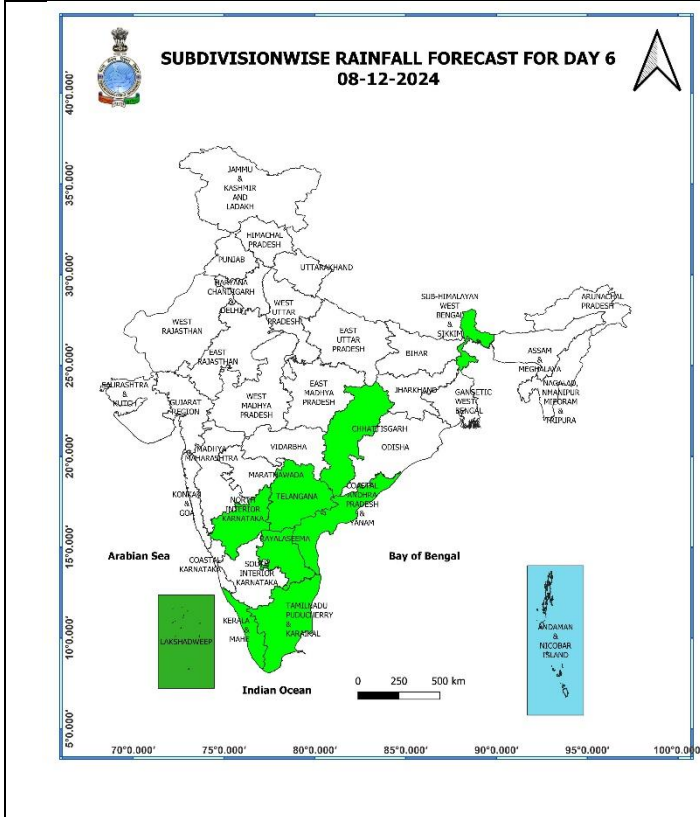 SUBDIVISIONWISE RAINFALL FORECAST FOR DAY 6
08-12-2024
40°0.000'
35°0.000'
30°0.000'
25°0.000'
20°0.000'
15°0.000'
10°0.000'
5°0.000'
JAMMU
&
KASHMIR
AND
LADAKH
HIMACHAL
PRADESH
PUNJAB
UTTARAKHAND
HARYANA
CHANDIGARH
&
DELHI
WEST
UTTAR
PRADESH
WEST
RAJASTHAN
EAST
RAJASTHAN
EAST
UTTAR
PRADESH
SUB-HIMALAYAN
WEST
BENGAL
&
SIKKIM
ARUNACHAL
PRADESH
BIHAR
ASSAM
&
MEGHALAYA
NAGALAD,
NMANIPUR
MIZORAM
&
TRIPURA
SAURASHTRA
&
KUTCH
GUJARAT
REGION
WEST
MADHYA
PRADESH
EAST
MADHYA
PRADESH
JHARKHAND
GANGETIC
WEST
BENGAL
CHHATTISGARH
ODISHA
MADHYA
MAHARASHTRA
VIDARBHA
MARATHAWADA
KONKAN
&
GOA
NORTH
INTERIOR
KARNATAKA
TELANGANA
COASTAL
ANDHRA
PRADESH
&
YANAM
RAYALASEEMA
Arabian Sea
Bay of Bengal
COASTAL
KARNATAKA
SOUTH
INTERIOR
KARNATAKA
KERALA
&
MAHE
TAMILNADU
PUDUCHERRY
&
KARAIKAL
LAKSHADWEEP
ANDAMAN
&
NICOBAR
ISLAND
Indian Ocean
0 250 500 km
70°0.000' 75°0.000' 80°0.000' 85°0.000' 90°0.000' 95°0.000' 100°0.000'